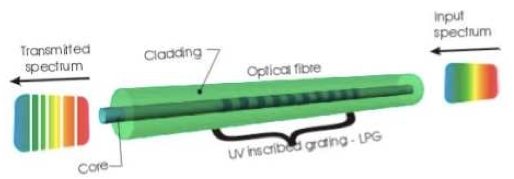 Transmitted
spectrum
Cladding
Optical fibre
Input
spectrum
Core
UV inscribed grating - LPG